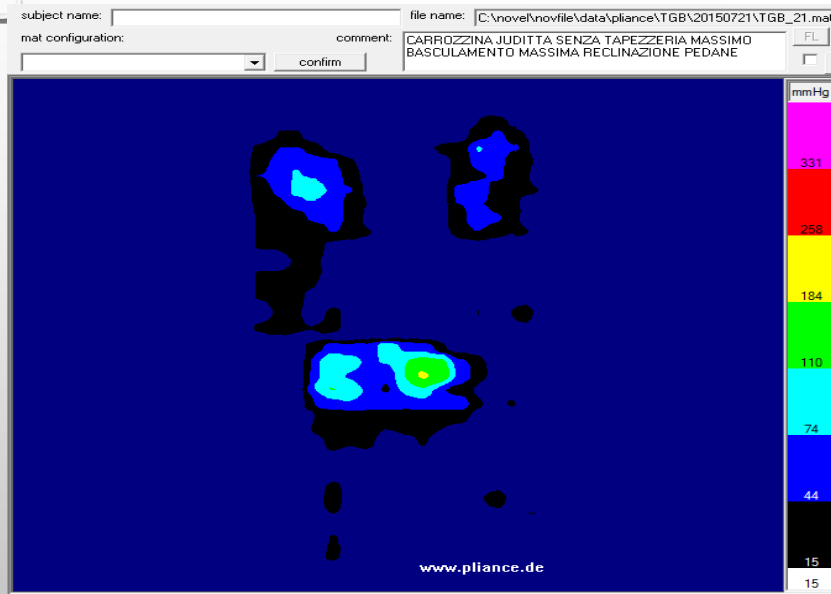 subject name:
file name: C:\novel\novfile\data\pliance\TGB\20150721\TGB_21.mat
mat configuration:
comment: CARROZZINA JUDITTA SENZA TAPEZZERIA MASSIMO
BASCULAMENTO MASSIMA RECLINAZIONE PEDANE
FL
confirm
mmHg
331
258
184
110
74
44
15
15
www.pliance.de